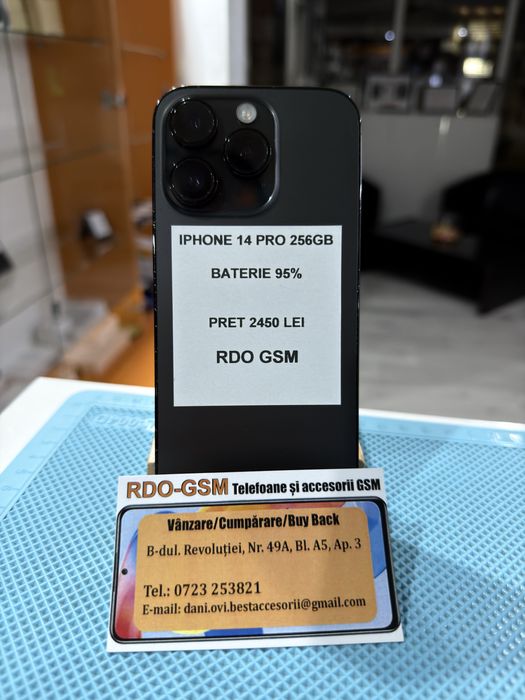 IPHONE 14 PRO 256GB
BATERIE 95%
PRET 2450 LEI
RDO GSM
RDO-GSM Telefoane și accesorii GSM
Vânzare/Cumpărare/Buy Back
B-dul. Revoluției, Nr. 49A, Bl. A5, Ap. 3
Tel.: 0723 253821
E-mail: dani.ovi.bestaccesorii@gmail.com